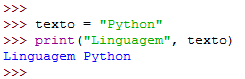 >>>
>>> texto = "Python"
>>> print("Linguagem", texto)
Linguagem Python
>>>